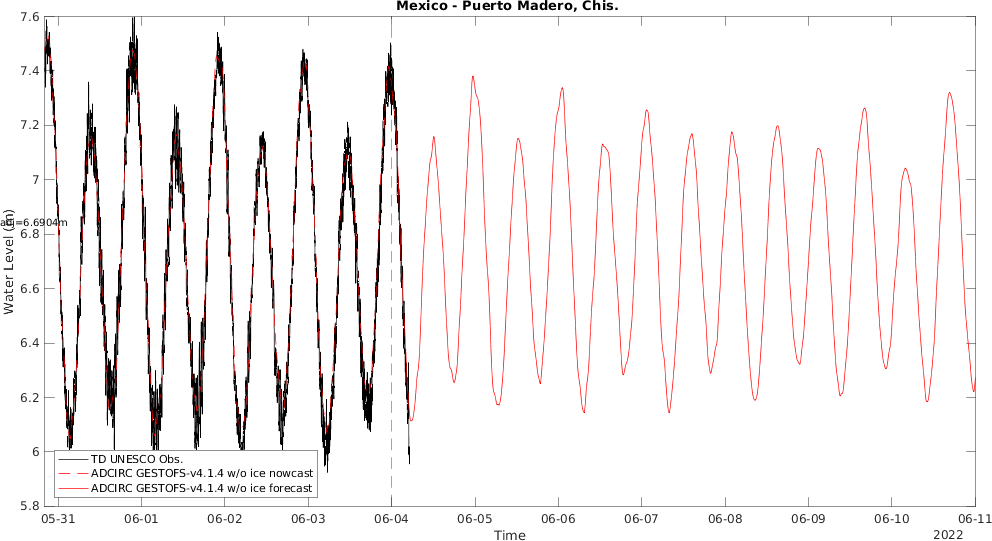 Mexico - Puerto Madero, Chis.
7.6
7.4
7.2
7
6.8
6.6
6.4
6.2
6
5.8
Water Level (m)
adj=6.6904m
TD UNESCO Obs.
ADCIRC GESTOFS-v4.1.4 w/o ice nowcast
ADCIRC GESTOFS-v4.1.4 w/o ice forecast
05-31 06-01 06-02 06-03 06-04 06-05 06-06 06-07 06-08 06-09 06-10 06-11
Time
2022